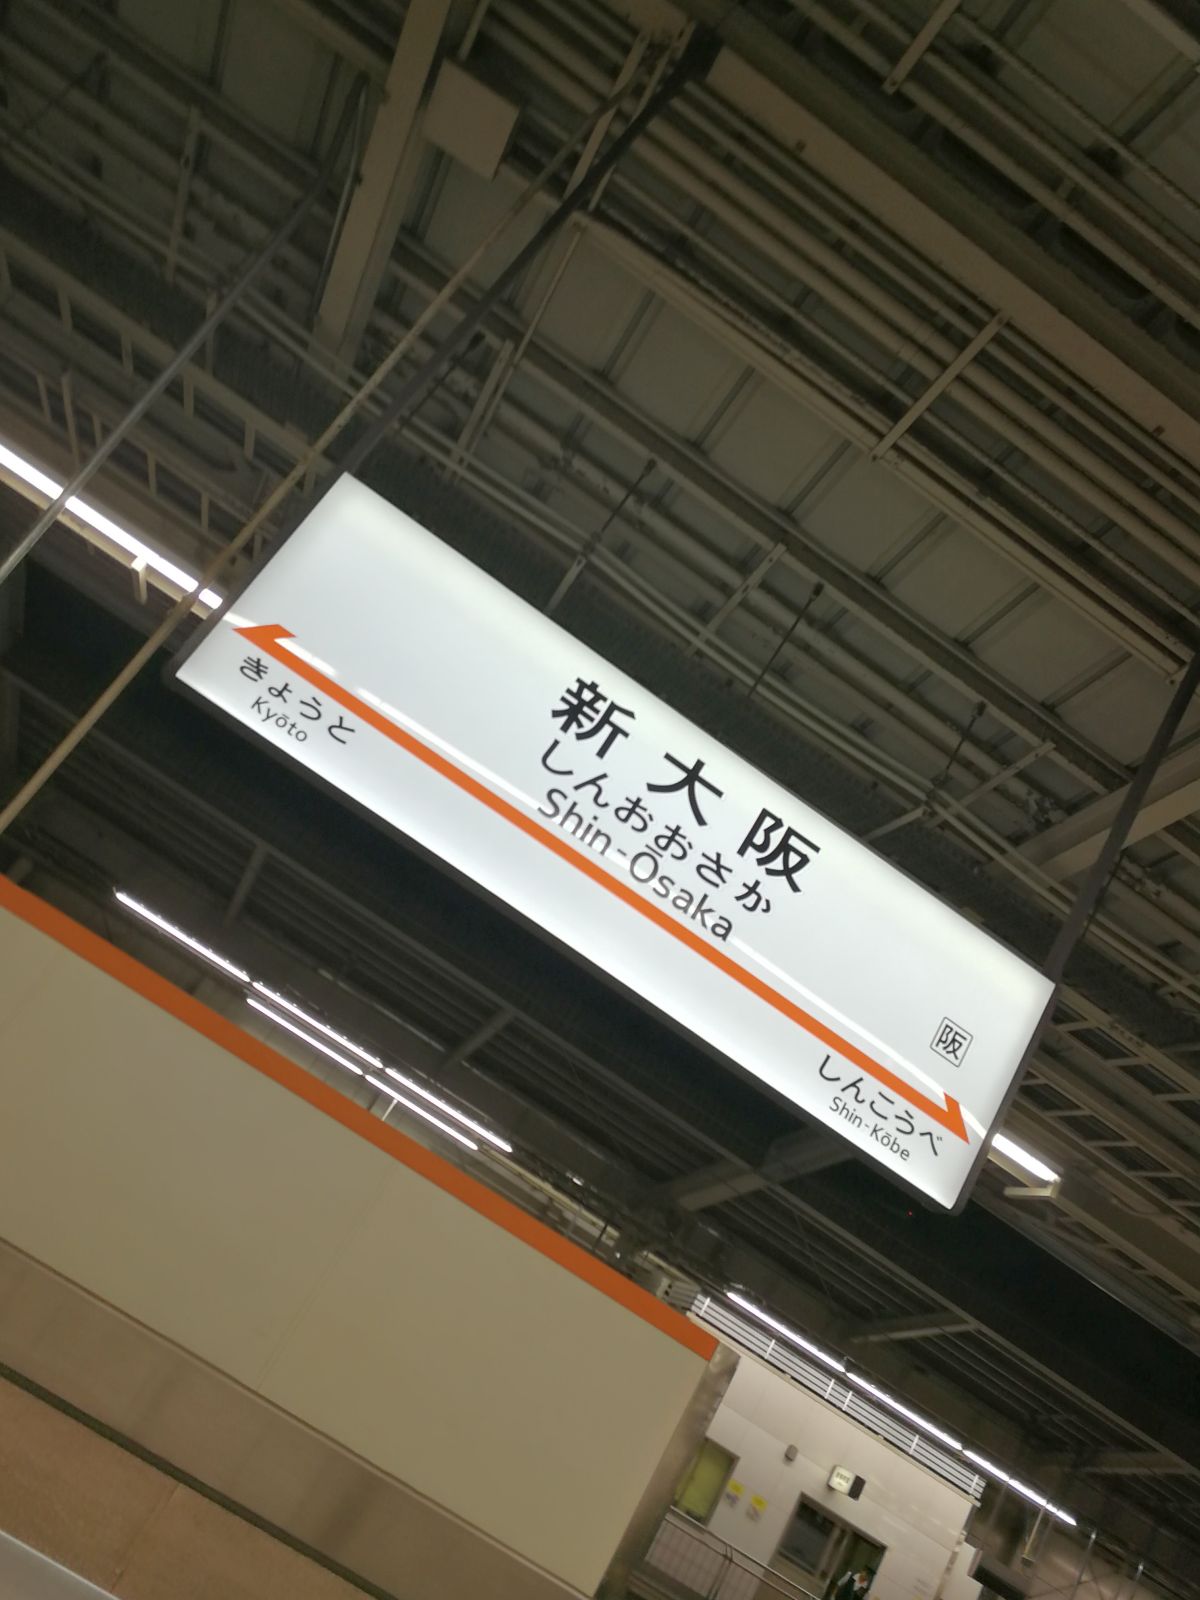 新大阪
しんおおさか
Shin-Ōsaka
阪
きょうと
Kyōto
しんこうべ
Shin-Kōbe